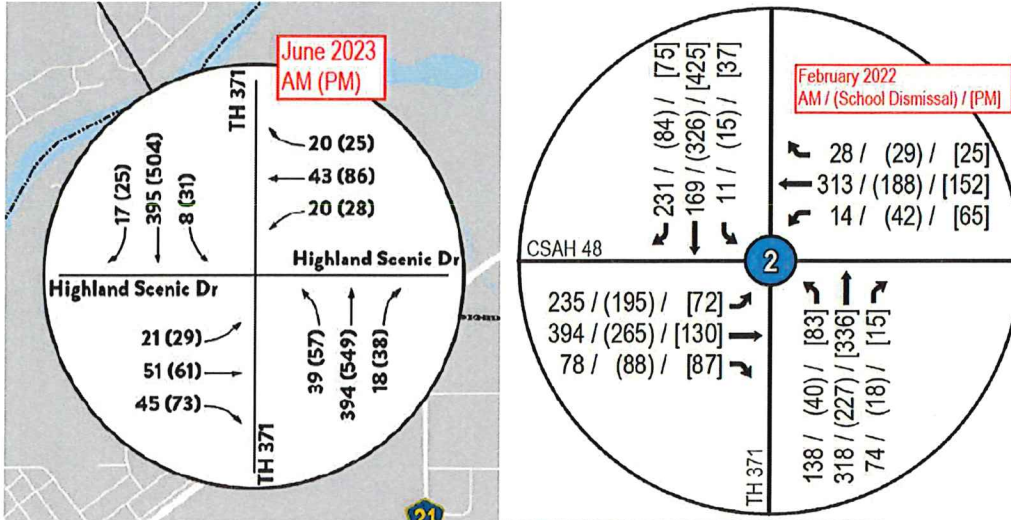 June 2023
AM (PM)
TH 371
20 (25)
43 (86)
20 (28)
17 (25)
395 (504)
8 (31)
Highland Scenic Dr
Highland Scenic Dr
21 (29)
51 (61)
45 (73)
39 (57)
394 (549)
18 (38)
TH 371
21
February 2022
AM / (School Dismissal) / [PM]
231 / (84) / [75]
169 / (326) / [425]
11 / (15) / [37]
28 / (29) / [25]
313 / (188) / [152]
14 / (42) / [65]
CSAH 48
2
235 / (195) / [72]
394 / (265) / [130]
78 / (88) / [87]
138 / (40) / [83]
318 / (227) / [336]
74 / (18) / [15]
TH 371